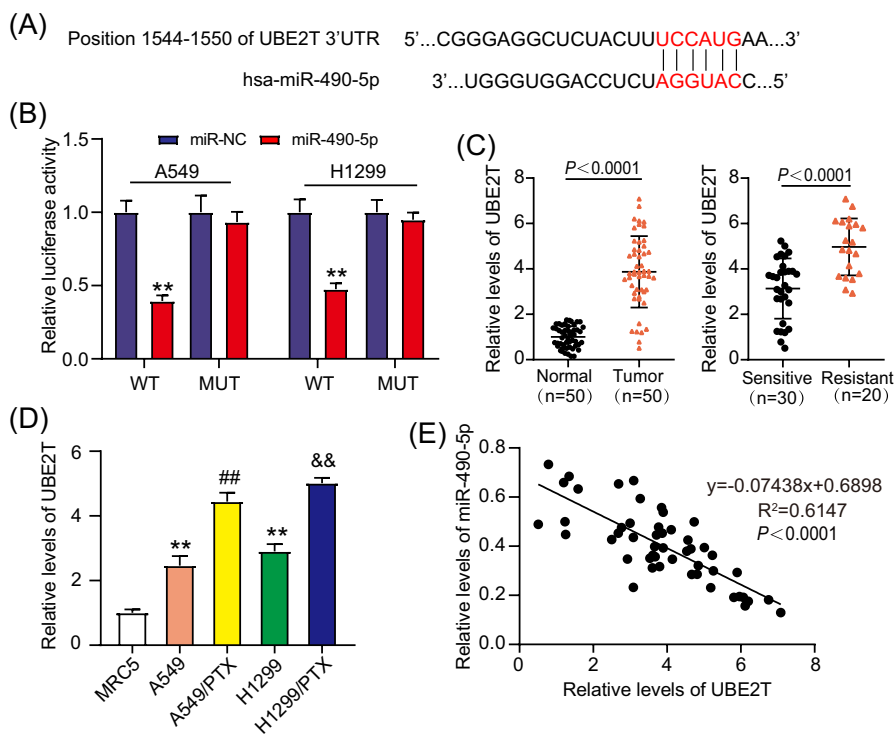 (A)
Position 1544-1550 of UBE2T 3'UTR 5'...CGGGAGGCUCUACUUUCCAUGAA...3'
hsa-miR-490-5p 3'...UGGGUGGACCUCUAGGUACC...5'
(B)
miR-NC miR-490-5p
A549 H1299
Relative luciferase activity
1.5
1.0
0.5
0.0
WT MUT WT MUT
(C)
P<0.0001
Relative levels of UBE2T
8
6
4
2
0
Normal Tumor
(n=50) (n=50)
P<0.0001
Relative levels of UBE2T
8
6
4
2
0
Sensitive Resistant
(n=30) (n=20)
(D)
Relative levels of UBE2T
6
4
2
0
** ## ** &&
MRC5 A549 A549/PTX H1299 H1299/PTX
(E)
Relative levels of miR-490-5p
0.8
0.6
0.4
0.2
0.0
y=-0.07438x+0.6898
R²=0.6147
P<0.0001
0 2 4 6 8
Relative levels of UBE2T